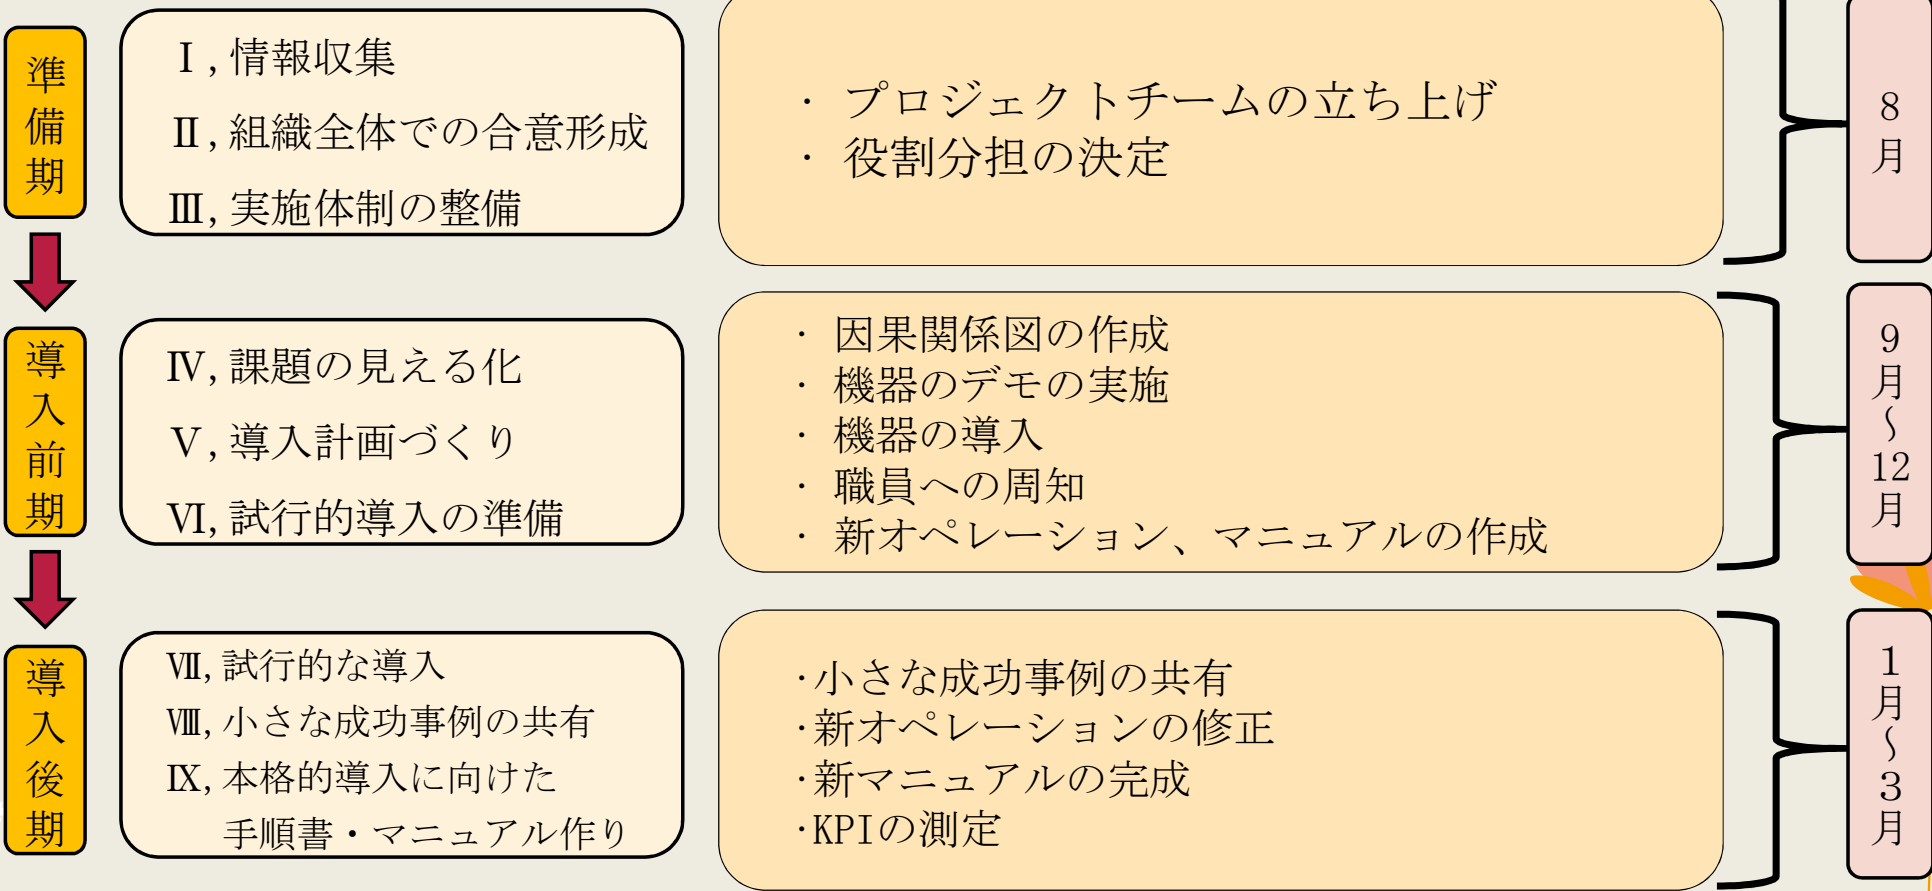 準備期
Ⅰ,情報収集
Ⅱ,組織全体での合意形成
Ⅲ,実施体制の整備
・ プロジェクトチームの立ち上げ
・ 役割分担の決定
8月
導入前期
Ⅳ,課題の見える化
Ⅴ,導入計画づくり
Ⅵ,試行的導入の準備
・ 因果関係図の作成
・ 機器のデモの実施
・ 機器の導入
・ 職員への周知
・ 新オペレーション、マニュアルの作成
9月～12月
導入後期
Ⅶ,試行的な導入
Ⅷ,小さな成功事例の共有
Ⅸ,本格的導入に向けた
手順書・マニュアル作り
・小さな成功事例の共有
・新オペレーションの修正
・新マニュアルの完成
・KPIの測定
1月～3月